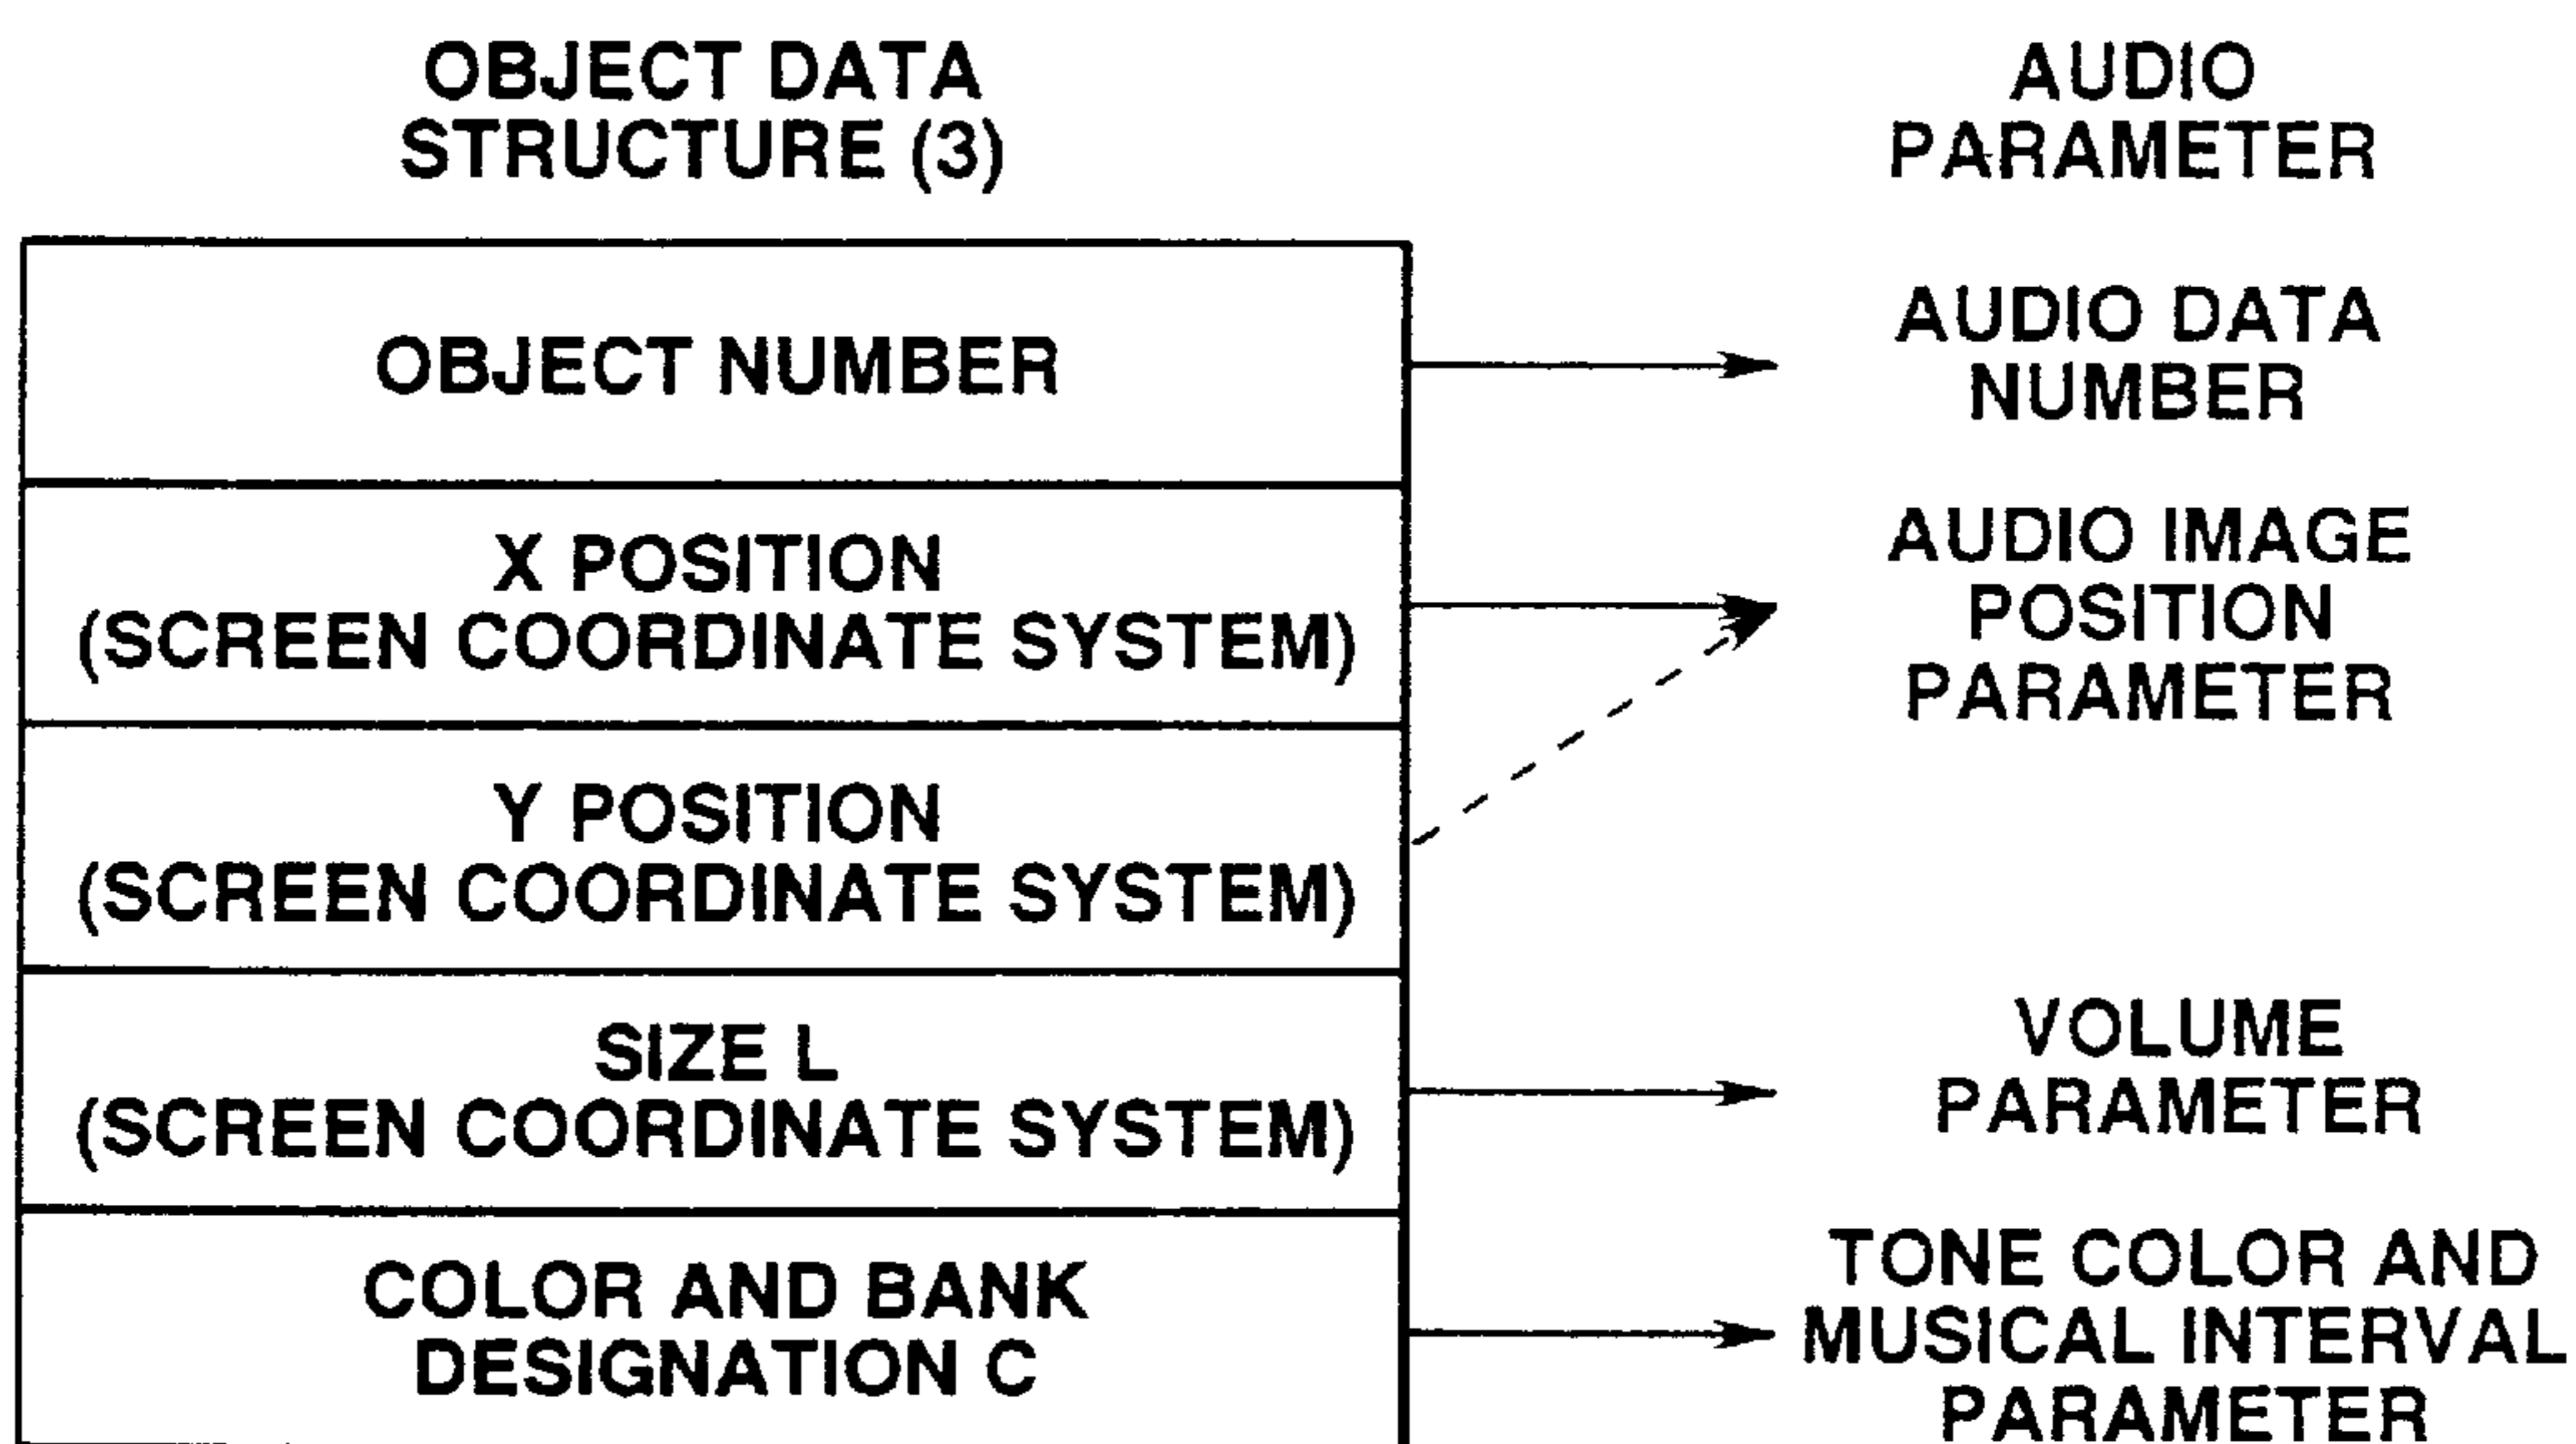 OBJECT DATA
STRUCTURE (3)
AUDIO
PARAMETER
OBJECT NUMBER
AUDIO DATA
NUMBER
X POSITION
(SCREEN COORDINATE SYSTEM)
AUDIO IMAGE
POSITION
PARAMETER
Y POSITION
(SCREEN COORDINATE SYSTEM)
SIZE L
(SCREEN COORDINATE SYSTEM)
VOLUME
PARAMETER
COLOR AND BANK
DESIGNATION C
TONE COLOR AND
MUSICAL INTERVAL
PARAMETER